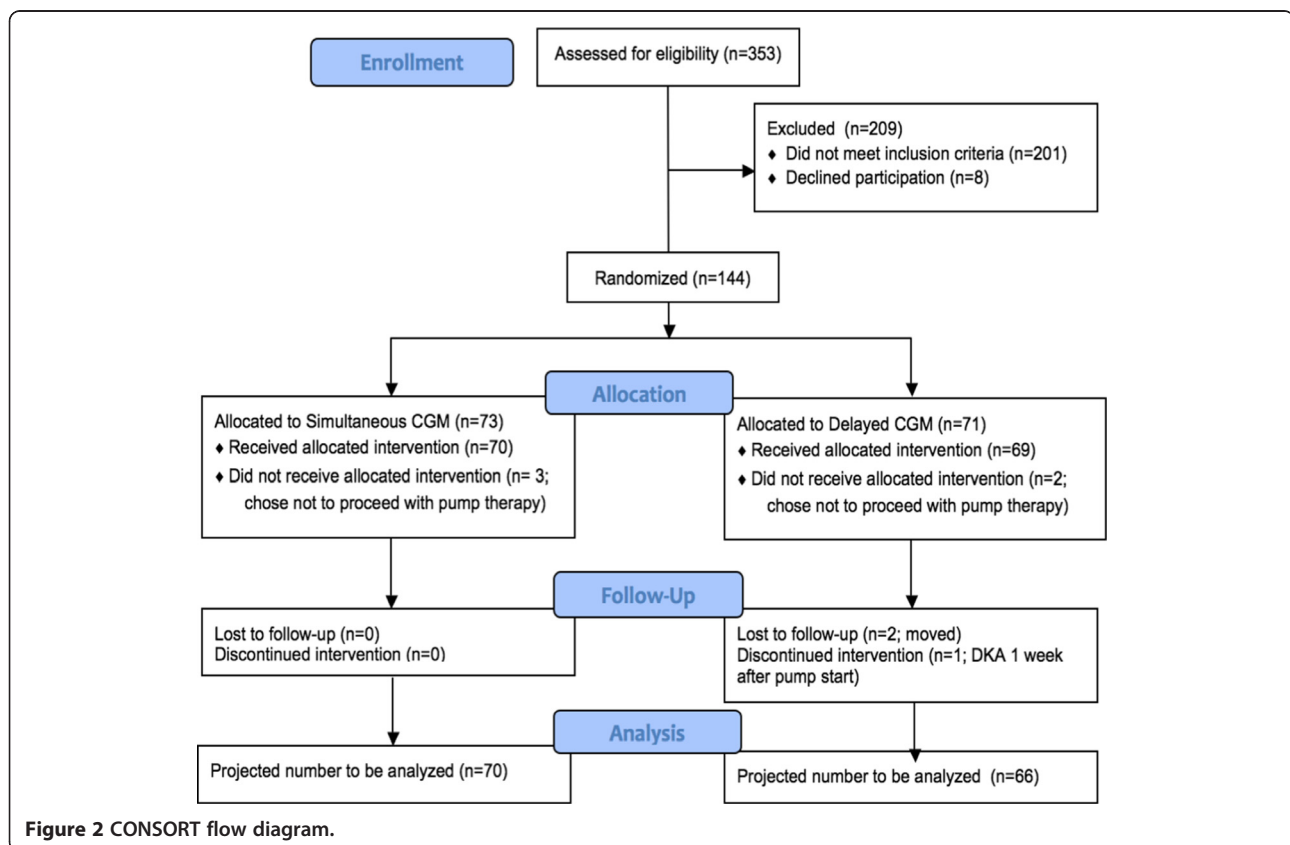 Enrollment
Assessed for eligibility (n=353)
Excluded (n=209)
♦ Did not meet inclusion criteria (n=201)
♦ Declined participation (n=8)
Randomized (n=144)
Allocation
Allocated to Simultaneous CGM (n=73)
♦ Received allocated intervention (n=70)
♦ Did not receive allocated intervention (n= 3;
chose not to proceed with pump therapy)
Allocated to Delayed CGM (n=71)
♦ Received allocated intervention (n=69)
♦ Did not receive allocated intervention (n=2;
chose not to proceed with pump therapy)
Follow-Up
Lost to follow-up (n=0)
Discontinued intervention (n=0)
Lost to follow-up (n=2; moved)
Discontinued intervention (n=1; DKA 1 week
after pump start)
Analysis
Projected number to be analyzed (n=70)
Projected number to be analyzed (n=66)
Figure 2 CONSORT flow diagram.